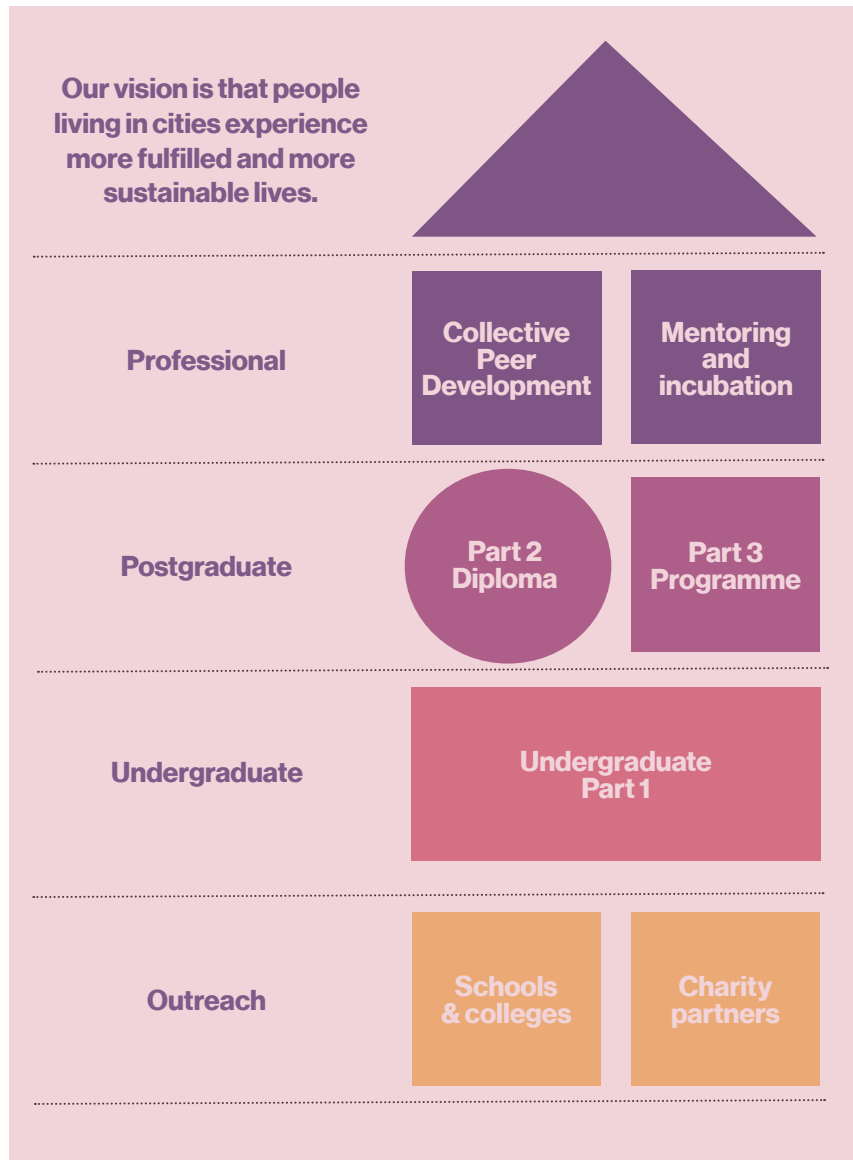 Our vision is that people
living in cities experience
more fulfilled and more
sustainable lives.
Professional
Collective
Peer
Development
Mentoring
and
incubation
Postgraduate
Part 2
Diploma
Part 3
Programme
Undergraduate
Undergraduate
Part 1
Outreach
Schools
& colleges
Charity
partners